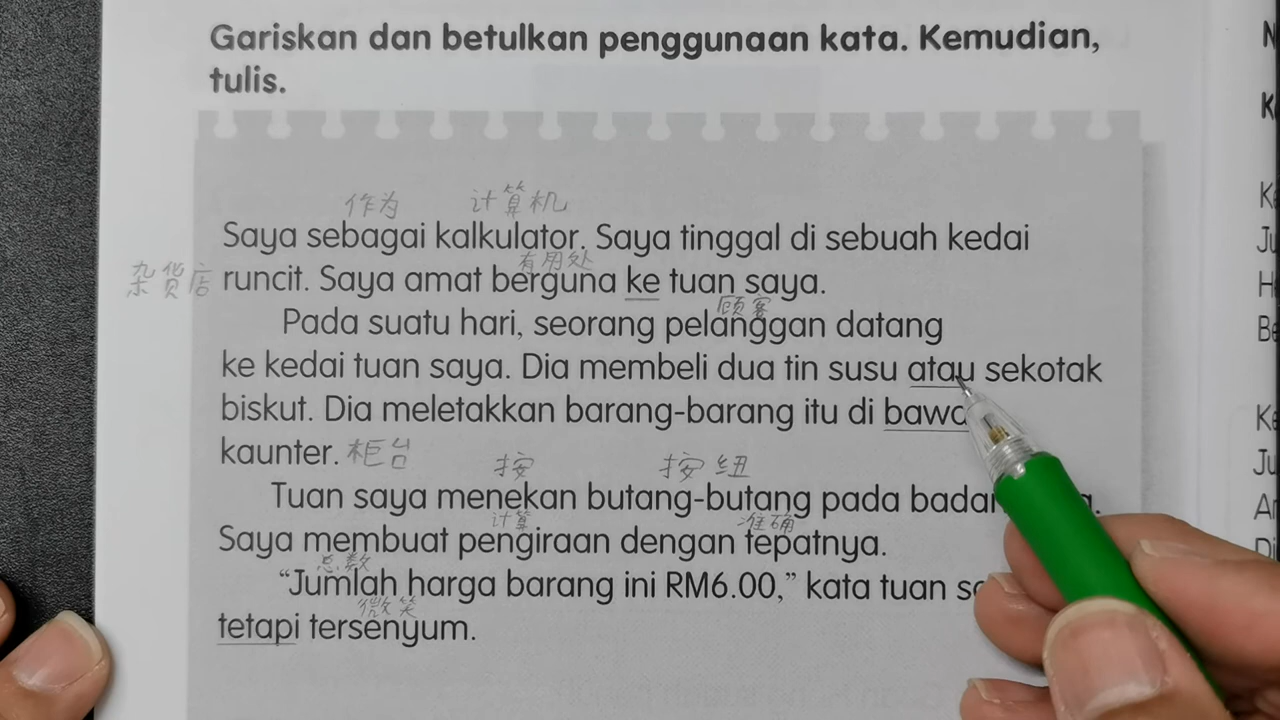 Gariskan dan betulkan penggunaan kata. Kemudian,
tulis.
作为 计算机
Saya sebagai kalkulator. Saya tinggal di sebuah kedai
有用处
杂货店 runcit. Saya amat berguna ke tuan saya.
顾客
Pada suatu hari, seorang pelanggan datang
ke kedai tuan saya. Dia membeli dua tin susu atau sekotak
biskut. Dia meletakkan barang-barang itu di
kaunter. 柜台
按 按纽
Tuan saya menekan butang-butang pada
计算 准确
Saya membuat pengiraan dengan tepatnya.
总数
“Jumlah harga barang ini RM6.00,” kata tuan
微笑
tetapi tersenyum.